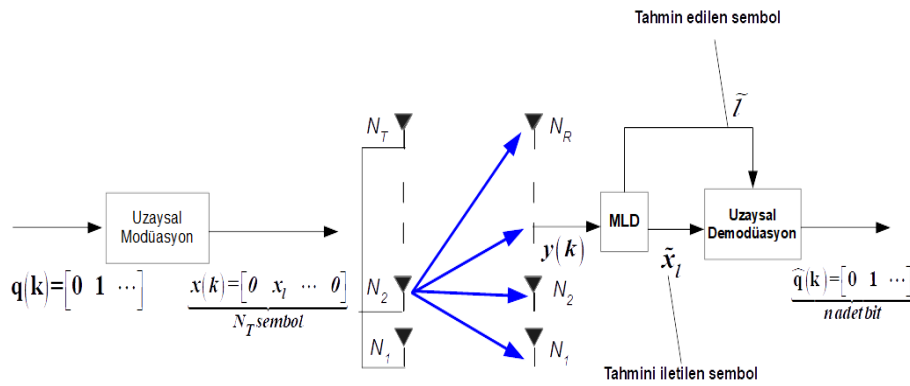 Tahmin edilen sembol
l̃
N_T
N_R
Uzaysal
Modüasyon
MLD
Uzaysal
Demodüasyon
q(k)=[0 1 ⋯]
x(k)=[0 x_l ⋯ 0]
N_T sembol
N_2
y(k)
x̃_l
N_2
q̂(k)=[0 1 ⋯]
n adet bit
N_1
N_1
Tahmini iletilen sembol